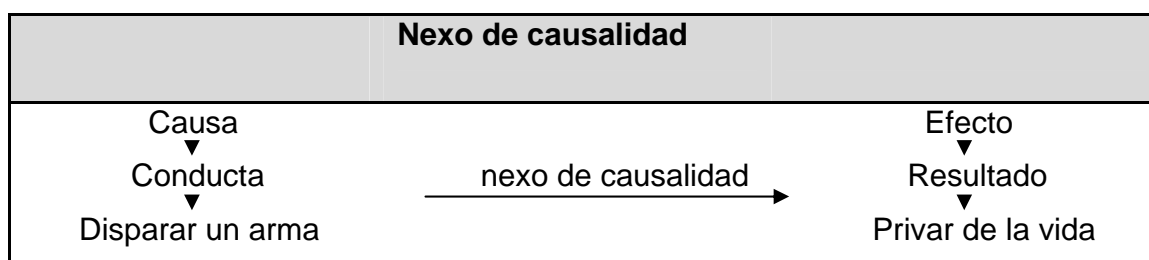 Nexo de causalidad
Causa
Efecto
Conducta
nexo de causalidad
Resultado
Disparar un arma
Privar de la vida